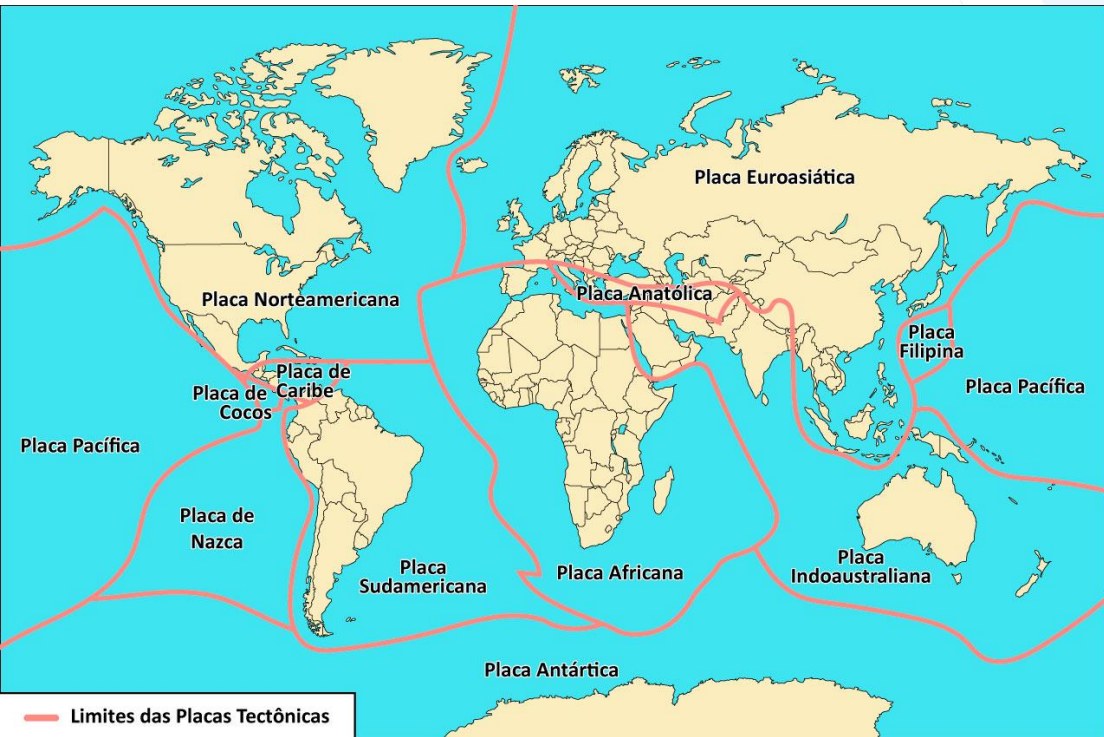 Placa Euroasiática
Placa Norteamericana
Placa Anatólica
Placa
Filipina
Placa de
Caribe
Placa de
Cocos
Placa Pacífica
Placa Pacífica
Placa de
Nazca
Placa
Sudamericana
Placa Africana
Placa
Indoaustraliana
Placa Antártica
Limites das Placas Tectônicas